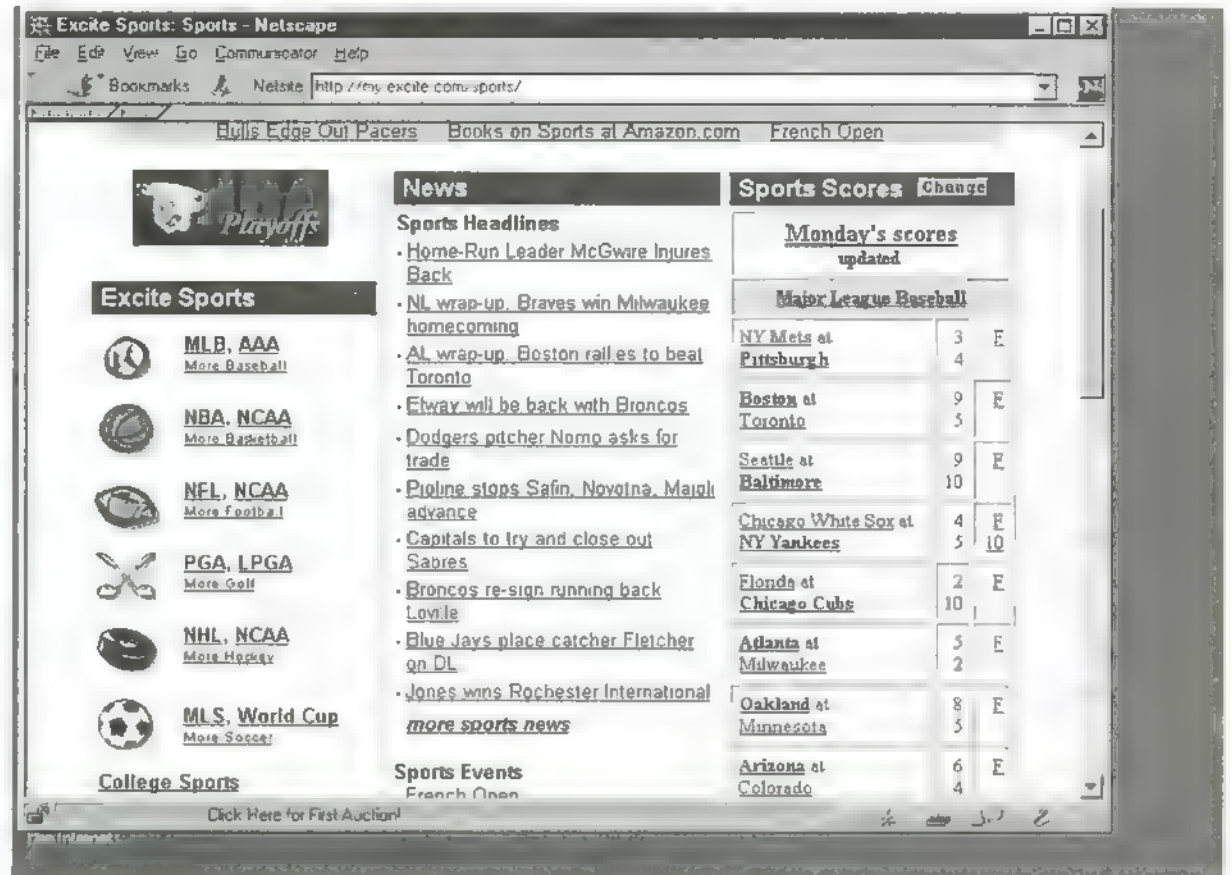 Excite Sports: Sports - Netscape
File Edit View Go Communicator Help
Bookmarks Netsite http://my.excite.com/sports/
Bulls Edge Out Pacers Books on Sports at Amazon.com French Open
NBA
Playoffs
Excite Sports
MLB, AAA
More Baseball
NBA, NCAA
More Basketball
NFL, NCAA
More Football
PGA, LPGA
More Golf
NHL, NCAA
More Hockey
MLS, World Cup
More Soccer
College Sports
News
Sports Headlines
· Home-Run Leader McGwire Injures
Back
· NL wrap-up, Braves win Milwaukee
homecoming
· AL wrap-up, Boston rallies to beat
Toronto
· Elway will be back with Broncos
· Dodgers pitcher Nomo asks for
trade
· Pioline stops Safin, Novotna, Majoli
advance
· Capitals to try and close out
Sabres
· Broncos re-sign running back
Loville
· Blue Jays place catcher Fletcher
on DL
· Jones wins Rochester International
more sports news
Sports Events
French Open
Sports Scores Change
Monday's scores
updated
Major League Baseball
NY Mets at 3 F
Pittsburgh 4
Boston at 9 F
Toronto 5
Seattle at 9 F
Baltimore 10
Chicago White Sox at 4 F
NY Yankees 5 10
Florida at 2 F
Chicago Cubs 10
Atlanta at 5 F
Milwaukee 2
Oakland at 8 F
Minnesota 5
Arizona at 6 F
Colorado 4
Click Here for First Auction!